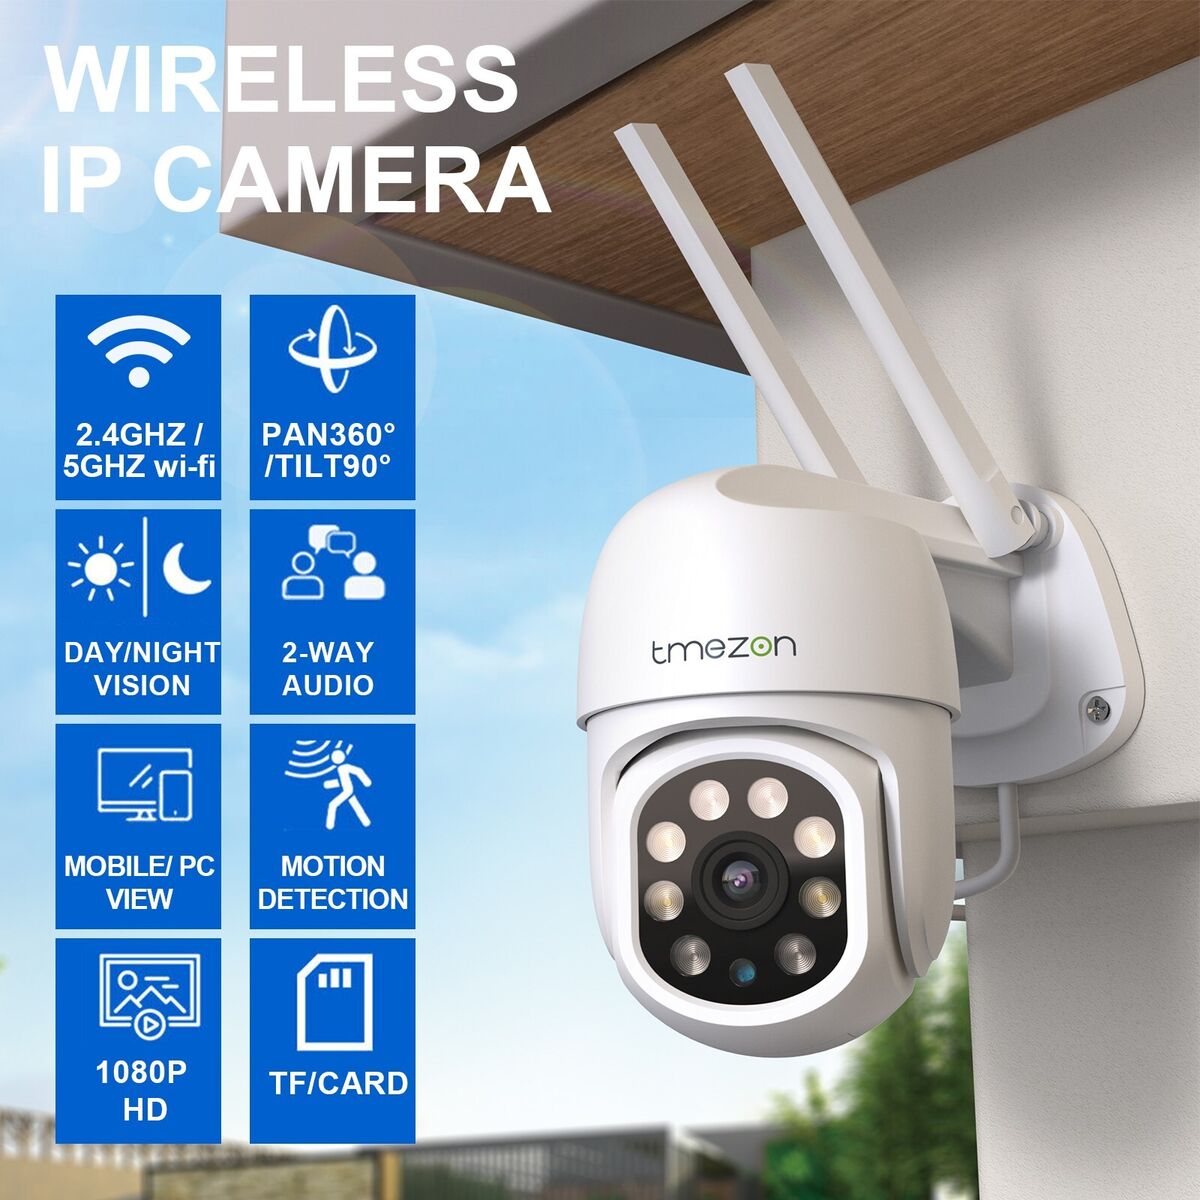 WIRELESS
IP CAMERA
2.4GHZ /
5GHZ wi-fi
PAN360°
/TILT90°
DAY/NIGHT
VISION
2-WAY
AUDIO
MOBILE/ PC
VIEW
MOTION
DETECTION
1080P
HD
TF/CARD
tmezon